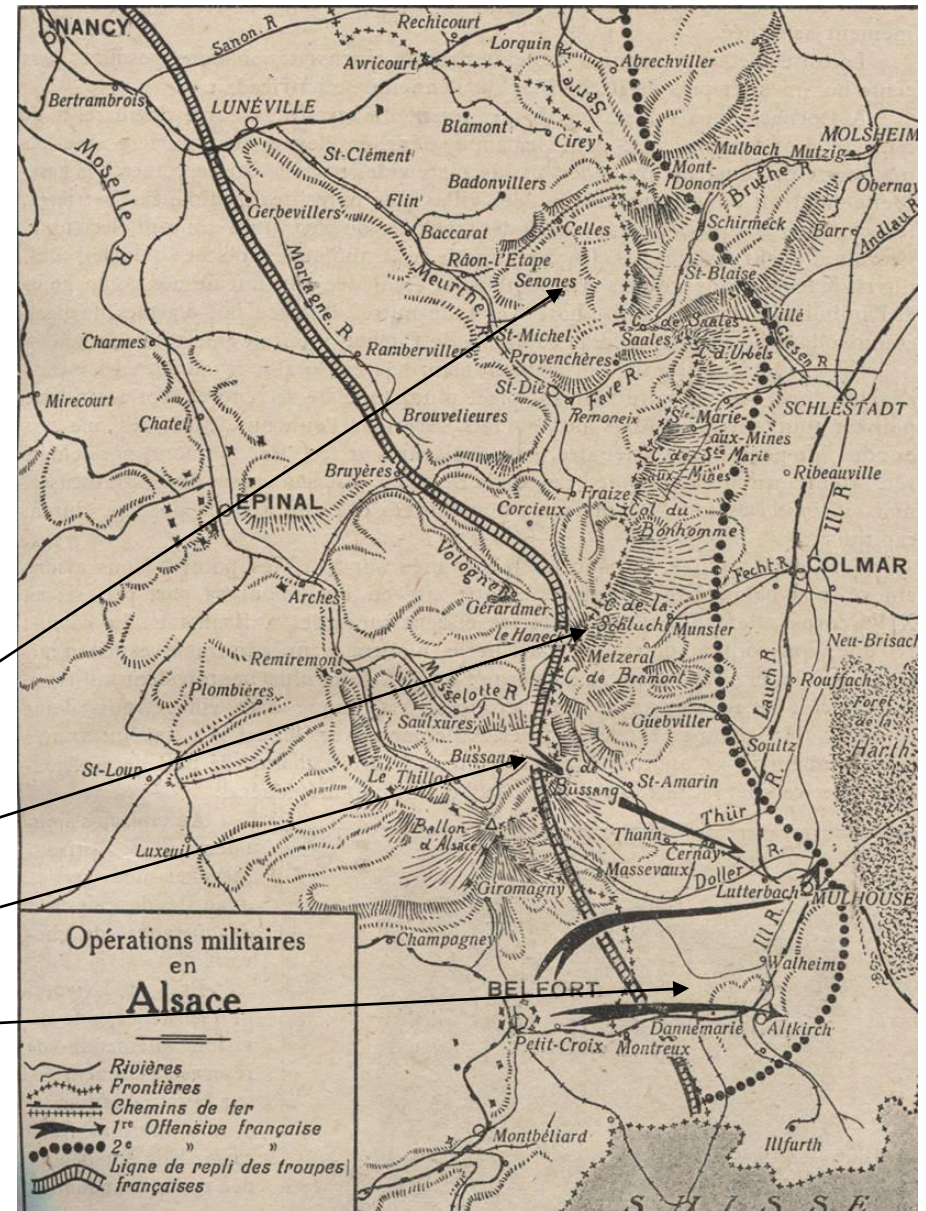 NANCY
Sanon. R
Rechicourt
Avricourt
Lorquin
Sarre R
Abrechviller
Bertrambrois
LUNÉVILLE
Blamont
Cirey
Mulbach
Mutzig
MOLSHEIM
St-Clément
Badonvillers
Mont-
Donon
Bruche R
Obernay
Moselle R
Gerbevillers
Flin
Celles
Schirmeck
Barr
Andlau R
Baccarat
Mortagne. R
Meurthe R
Râon-l'Etape
Senones
St-Blaise
Villé
St-Michel
C. de Saales
Saales
Giesen R
Charmes
Ramberviller
Provenchères
C. d'Urbels
Mirecourt
St-Dié
Fave R.
Remoneix
SCHLESTADT
Chatel
Brouvelieures
Ste Marie-
aux-Mines
C. de Ste Marie
aux Mines
Ribeauville
Bruyères
Fraize
EPINAL
Corcieux
Col du
Bonhomme
Ill R
Vologne R
Fecht R
COLMAR
Arches
Gérardmer
C. de la
Schlucht
Munster
le Honec
Neu-Brisach
Remiremont
Metzeral
C. de Bramont
Lauch R.
Rouffach
Plombières
Mosselotte R
Saulxures
Guebviller
Forêt
de la
Harth
St-Loup
Bussang
Soultz
Le Thillot
C. de
Bussang
St-Amarin
Ballon
d'Alsace
Thür R.
Thann
Cernay
Luxeuil
Massevaux
Doller R.
Lutterbach
MULHOUSE
Giromagny
Champagney
Ill R
Walheim
BELFORT
Dannemarie
Altkirch
Petit-Croix
Montreux
Montbéliard
Illfurth
SUISSE
Opérations militaires
en
Alsace
Rivières
Frontières
Chemins de fer
1re Offensive française
2e » »
Ligne de repli des troupes
françaises